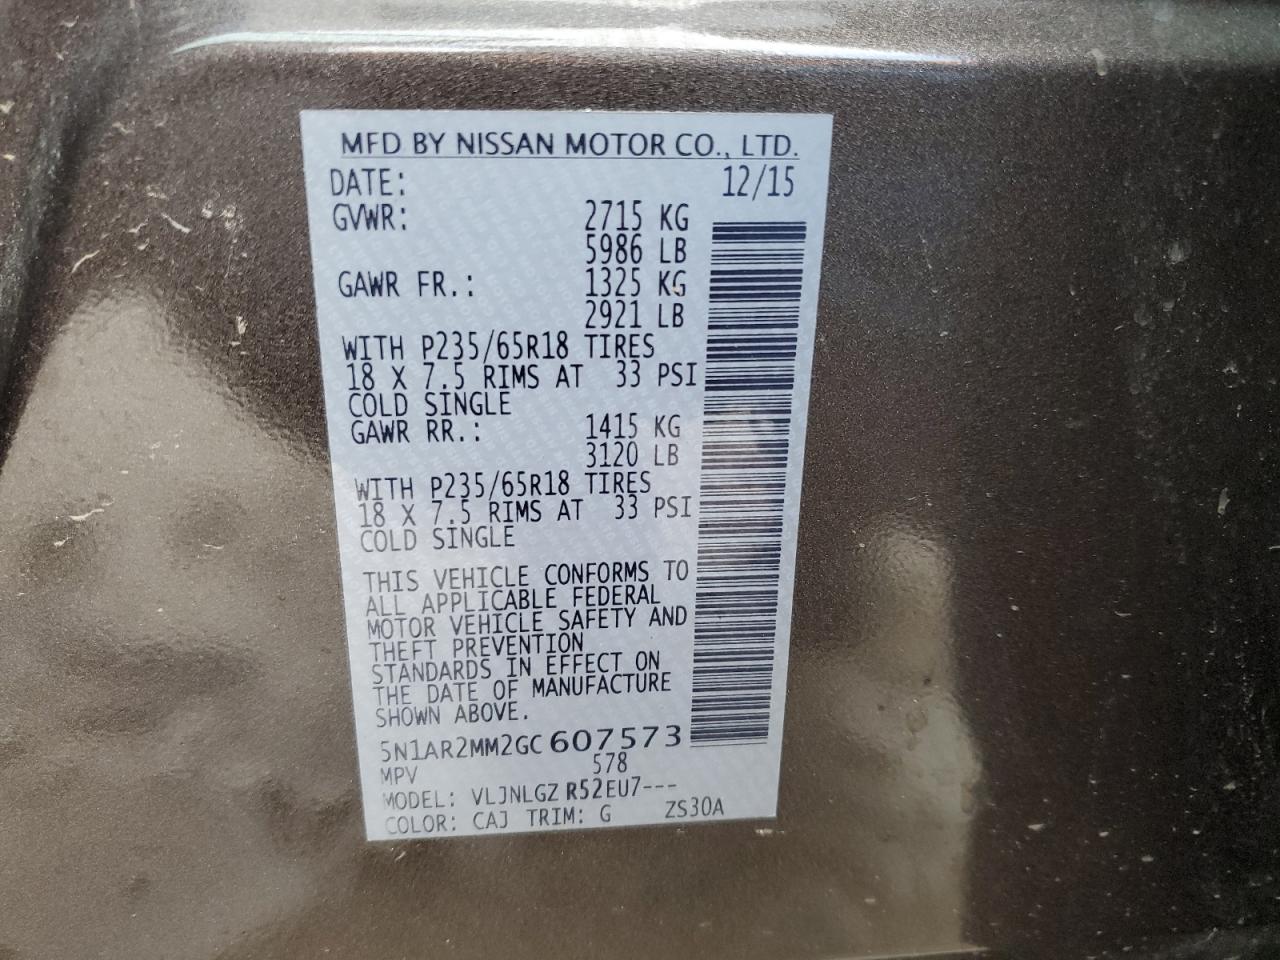 MFD BY NISSAN MOTOR CO., LTD.
DATE: 12/15
GVWR: 2715 KG
5986 LB
GAWR FR.: 1325 KG
2921 LB
WITH P235/65R18 TIRES
18 X 7.5 RIMS AT 33 PSI
COLD SINGLE
GAWR RR.: 1415 KG
3120 LB
WITH P235/65R18 TIRES
18 X 7.5 RIMS AT 33 PSI
COLD SINGLE
THIS VEHICLE CONFORMS TO
ALL APPLICABLE FEDERAL
MOTOR VEHICLE SAFETY AND
THEFT PREVENTION
STANDARDS IN EFFECT ON
THE DATE OF MANUFACTURE
SHOWN ABOVE.
5N1AR2MM2GC607573
MPV 578
MODEL: VLJNLGZ R52EU7---
COLOR: CAJ TRIM: G ZS30A